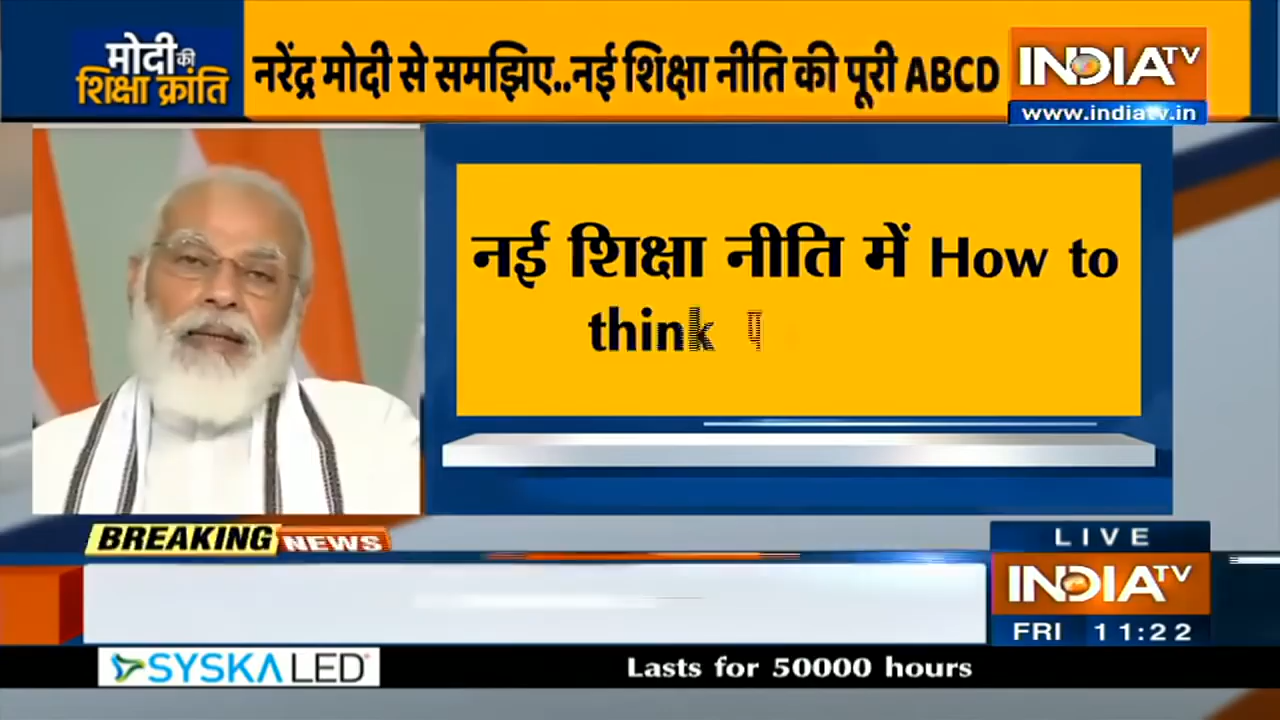 मोदी की
शिक्षा क्रांति
नरेंद्र मोदी से समझिए..नई शिक्षा नीति की पूरी ABCD
INDIA TV
www.indiatv.in
नई शिक्षा नीति में How to
think
BREAKING NEWS
LIVE
INDIA TV
FRI 11:22
SYSKA LED
Lasts for 50000 hours